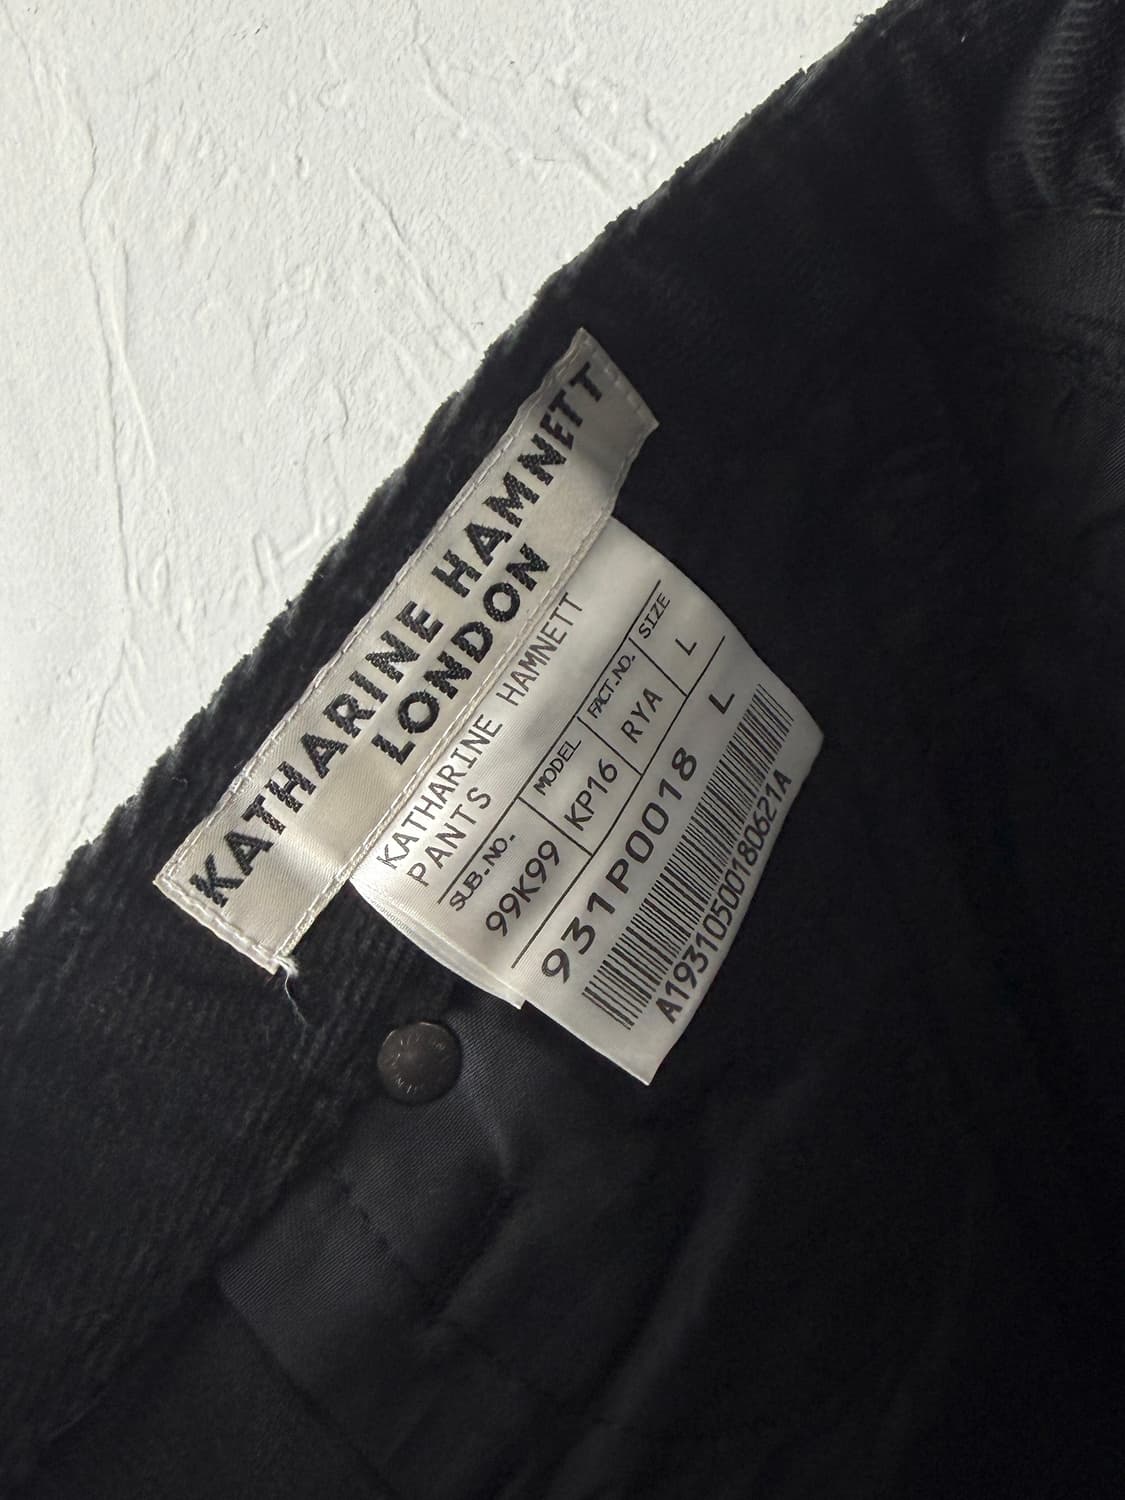 KATHARINE HAMNETT
LONDON
KATHARINE HAMNETT
PANTS
SUB.NO. MODEL FACT.NO. SIZE
99K99 KP16 RYA L
931P0018 L
A19310500180621A